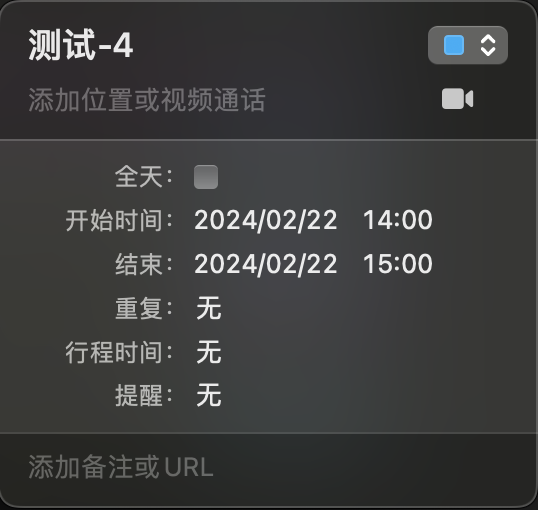 测试-4
添加位置或视频通话
全天：
开始时间： 2024/02/22 14:00
结束： 2024/02/22 15:00
重复： 无
行程时间： 无
提醒： 无
添加备注或 URL